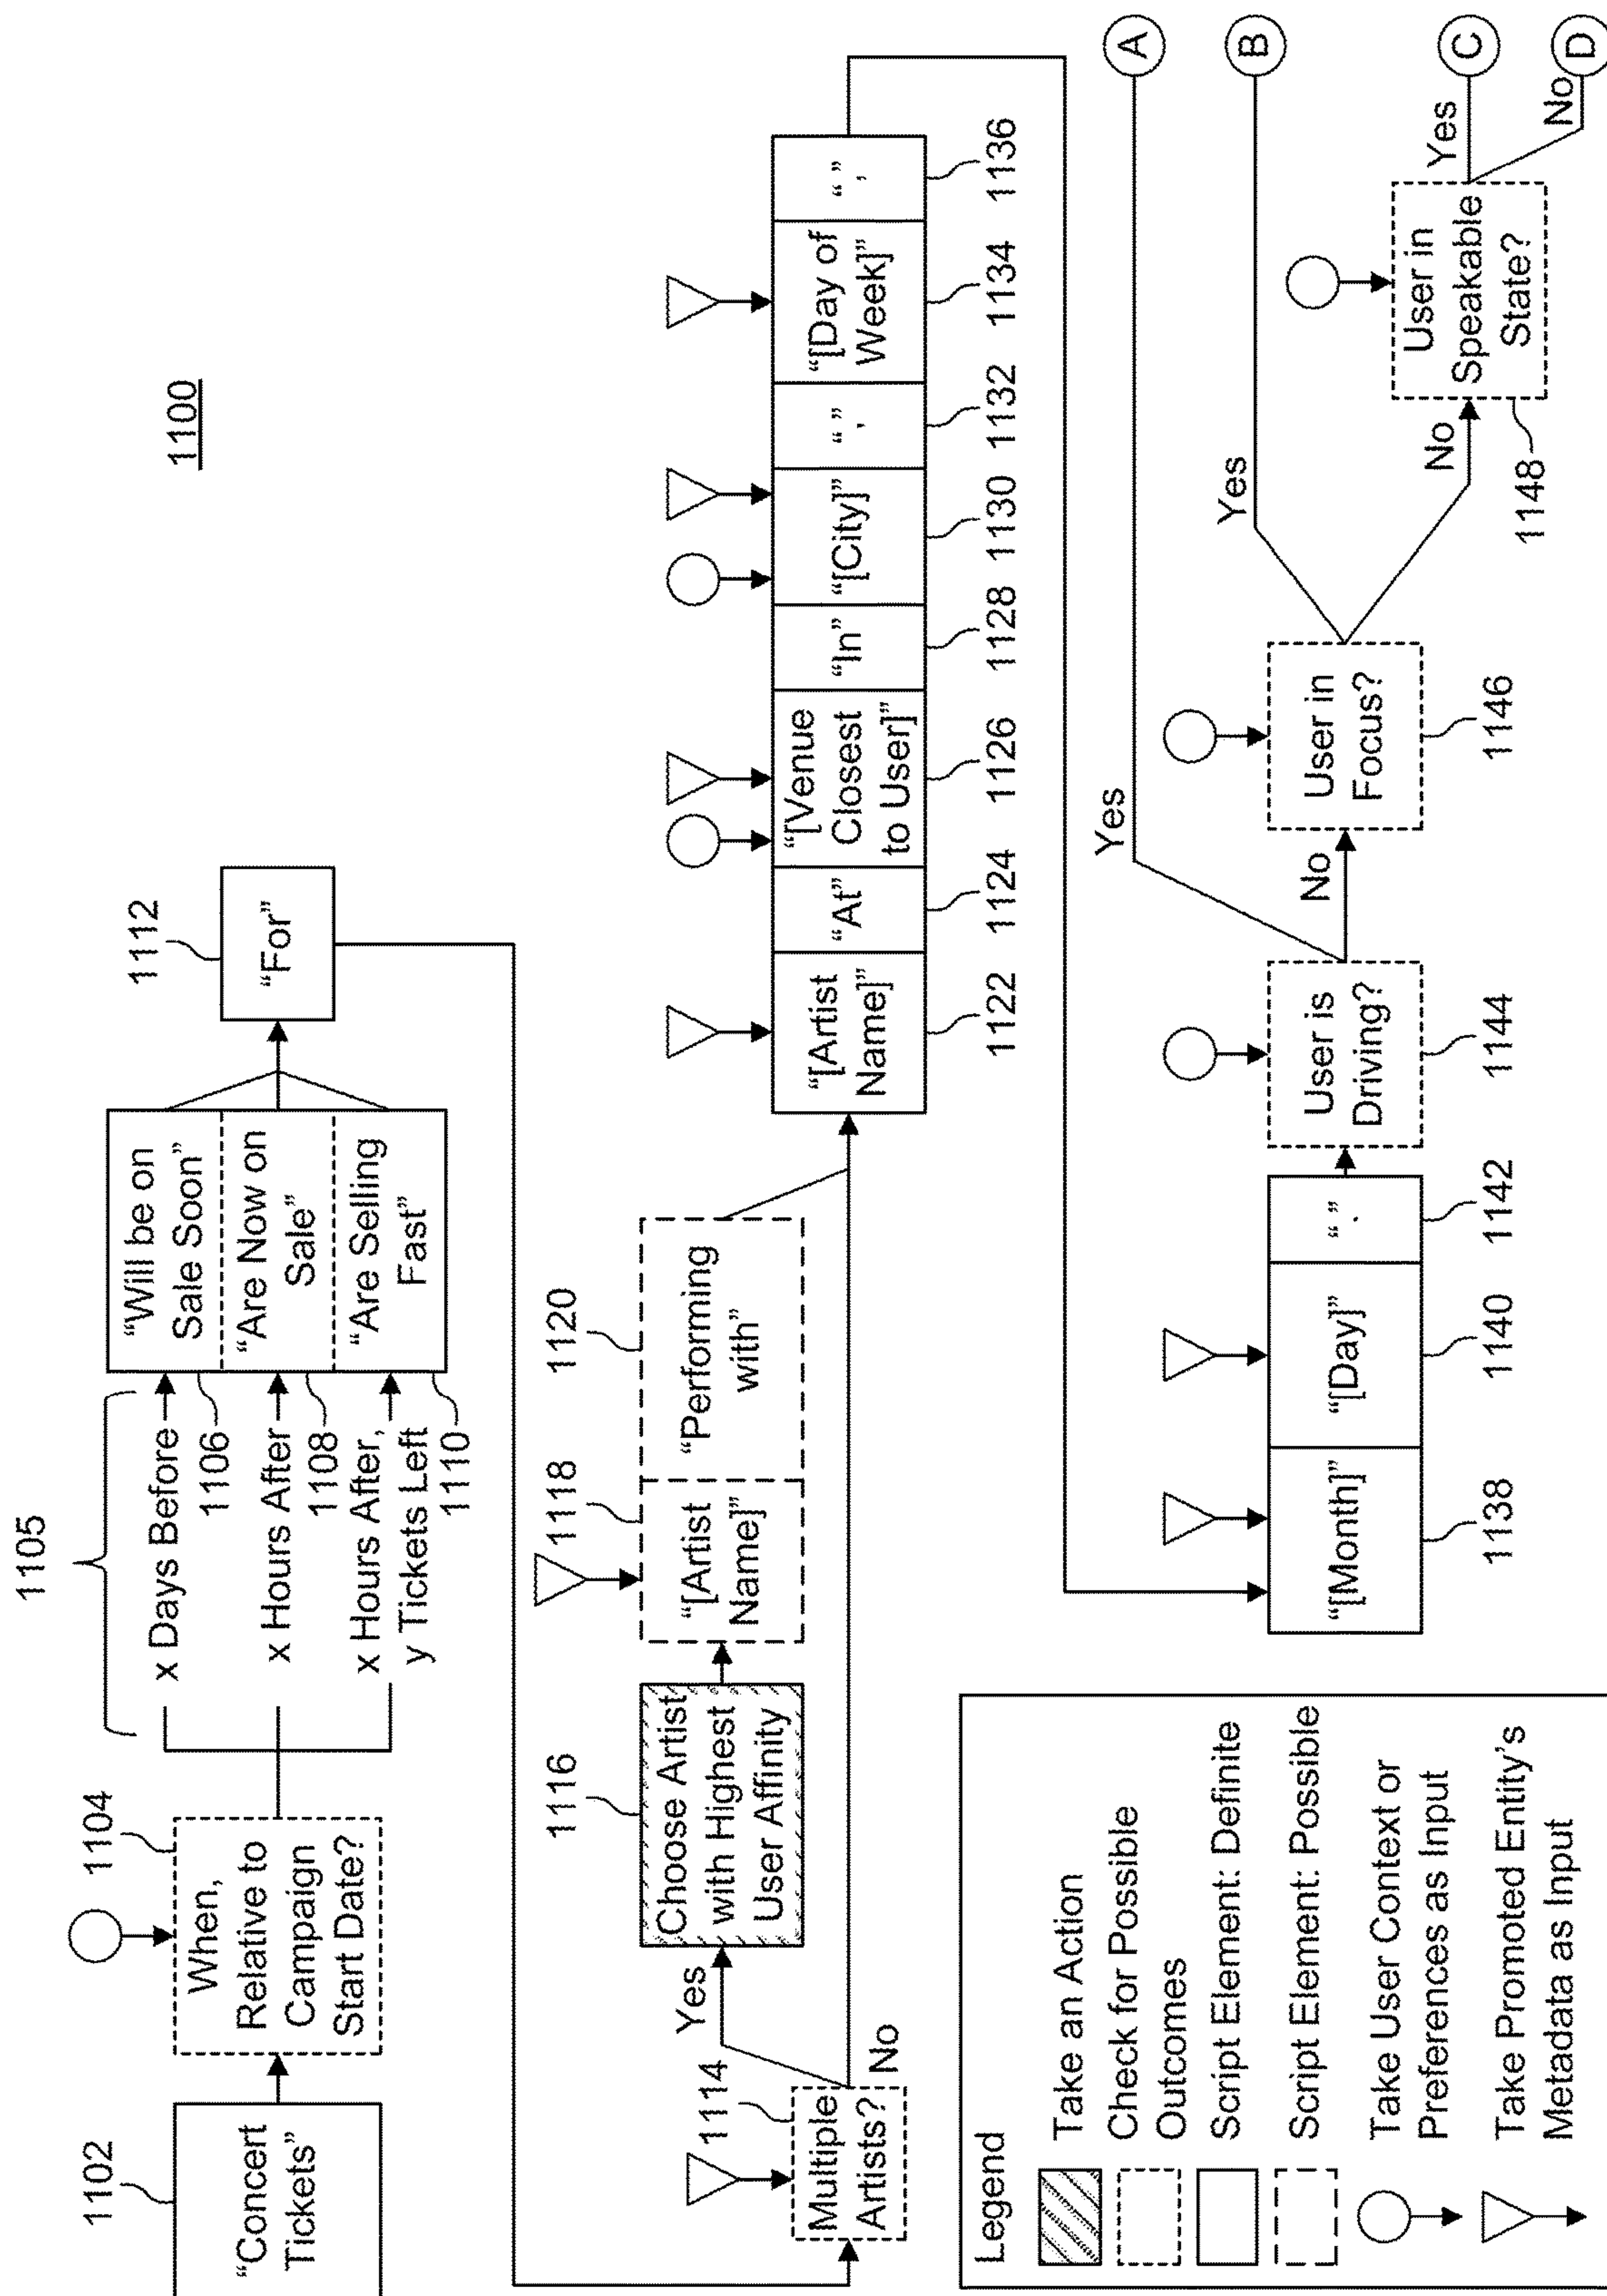 1100
1102
“Concert
Tickets”
1104
When,
Relative to
Campaign
Start Date?
1105
x Days Before
1106
x Hours After
1108
x Hours After,
y Tickets Left
1110
“Will be on
Sale Soon”
“Are Now on
Sale”
“Are Selling
Fast”
1112
“For”
1114
Multiple
Artists?
Yes
No
1116
Choose Artist
with Highest
User Affinity
1118
“[Artist
Name]”
1120
“Performing
with”
“[Artist
Name]”
1122
“At”
1124
“[Venue
Closest
to User]”
1126
“In”
1128
“[City]”
1130
“,”
1132
“[Day of
Week]”
1134
“,”
1136
“[Month]”
1138
“[Day]”
1140
“.”
1142
User is
Driving?
1144
Yes
No
User in
Focus?
1146
Yes
No
User in
Speakable
State?
1148
Yes
No
A
B
C
D
Legend
Take an Action
Check for Possible
Outcomes
Script Element: Definite
Script Element: Possible
Take User Context or
Preferences as Input
Take Promoted Entity’s
Metadata as Input